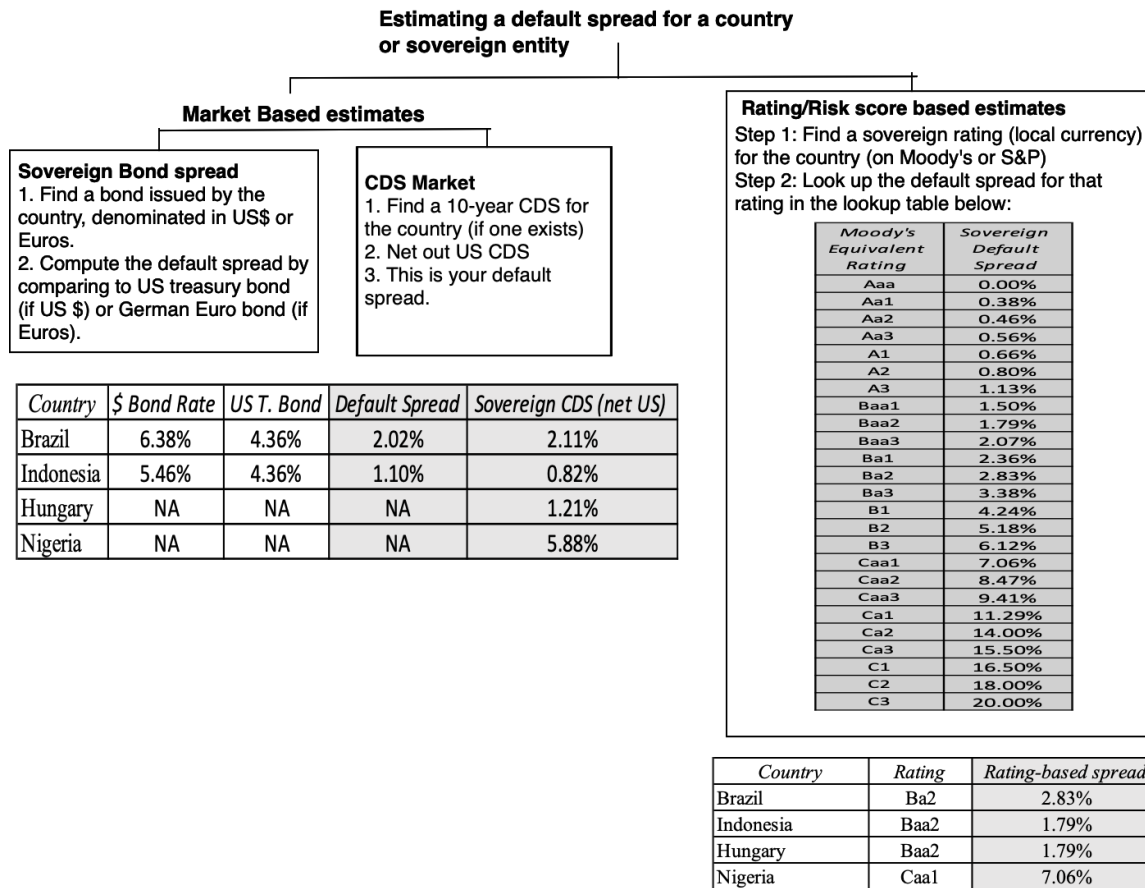 Estimating a default spread for a country
or sovereign entity
Market Based estimates
Sovereign Bond spread
1. Find a bond issued by the
country, denominated in US$ or
Euros.
2. Compute the default spread by
comparing to US treasury bond
(if US $) or German Euro bond (if
Euros).
CDS Market
1. Find a 10-year CDS for
the country (if one exists)
2. Net out US CDS
3. This is your default
spread.
Country $ Bond Rate US T. Bond Default Spread Sovereign CDS (net US)
Brazil 6.38% 4.36% 2.02% 2.11%
Indonesia 5.46% 4.36% 1.10% 0.82%
Hungary NA NA NA 1.21%
Nigeria NA NA NA 5.88%
Rating/Risk score based estimates
Step 1: Find a sovereign rating (local currency)
for the country (on Moody's or S&P)
Step 2: Look up the default spread for that
rating in the lookup table below:
Moody's Sovereign
Equivalent Default
Rating Spread
Aaa 0.00%
Aa1 0.38%
Aa2 0.46%
Aa3 0.56%
A1 0.66%
A2 0.80%
A3 1.13%
Baa1 1.50%
Baa2 1.79%
Baa3 2.07%
Ba1 2.36%
Ba2 2.83%
Ba3 3.38%
B1 4.24%
B2 5.18%
B3 6.12%
Caa1 7.06%
Caa2 8.47%
Caa3 9.41%
Ca1 11.29%
Ca2 14.00%
Ca3 15.50%
C1 16.50%
C2 18.00%
C3 20.00%
Country Rating Rating-based spread
Brazil Ba2 2.83%
Indonesia Baa2 1.79%
Hungary Baa2 1.79%
Nigeria Caa1 7.06%